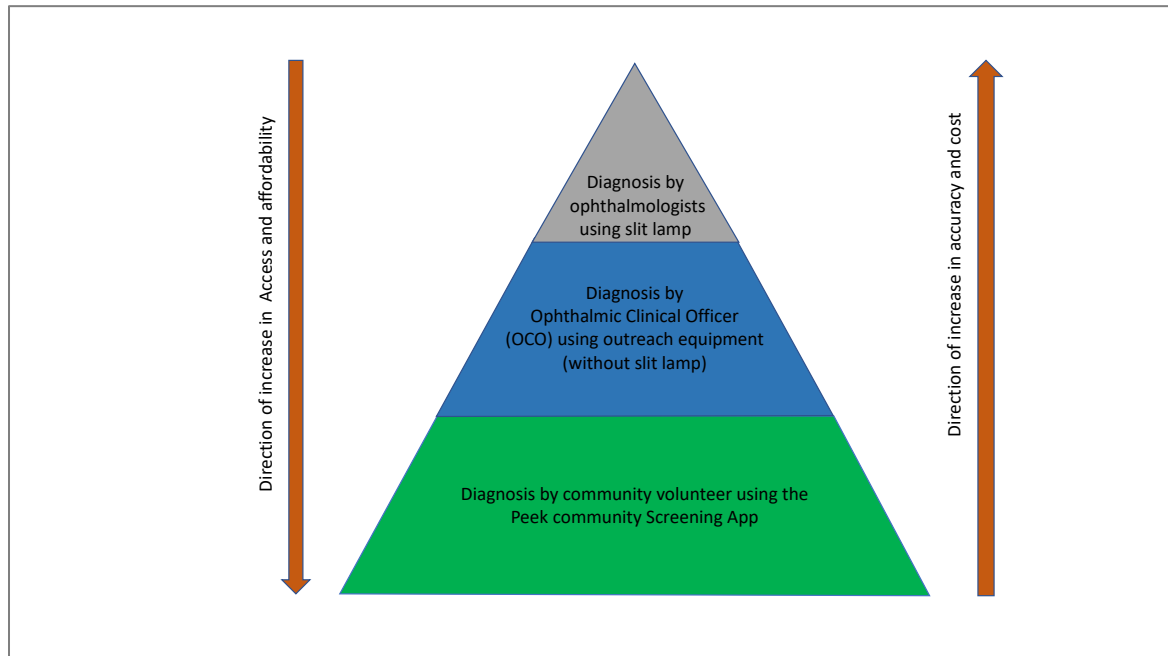 Direction of increase in Access and affordability
Diagnosis by
ophthalmologists
using slit lamp
Diagnosis by
Ophthalmic Clinical Officer
(OCO) using outreach equipment
(without slit lamp)
Diagnosis by community volunteer using the
Peek community Screening App
Direction of increase in accuracy and cost